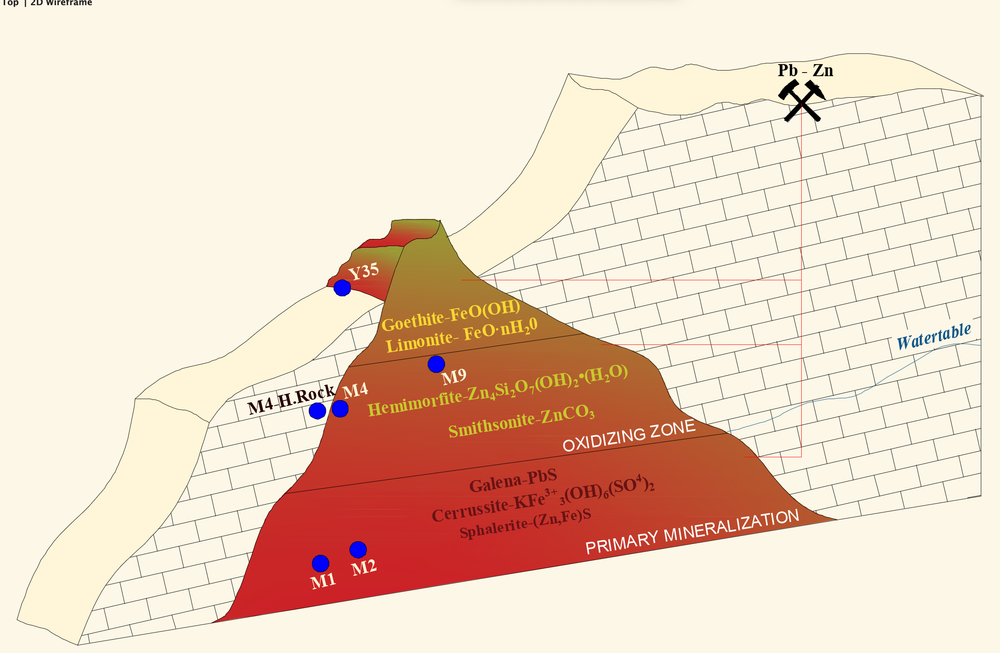 Top | 2D Wireframe
Pb - Zn
Y35
Goethite-FeO(OH)
Limonite- FeO·nH₂0
Watertable
M9
M4
M4-H.Rock
Hemimorfite-Zn₄Si₂O₇(OH)₂•(H₂O)
Smithsonite-ZnCO₃
OXIDIZING ZONE
Galena-PbS
Cerrussite-KFe³⁺₃(OH)₆(SO⁴)₂
Sphalerite-(Zn,Fe)S
PRIMARY MINERALIZATION
M2
M1